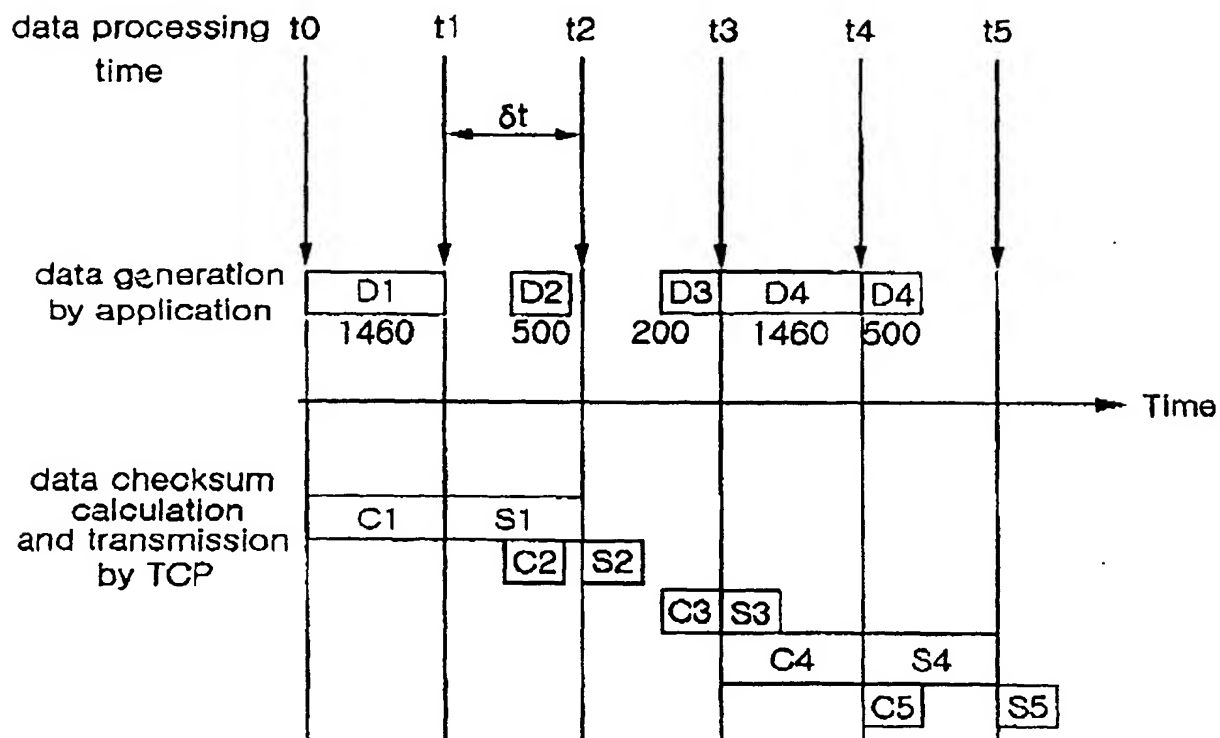 data processing t0 t1 t2 t3 t4 t5
time
δt
data generation
by application
D1 D2 D3 D4 D4
1460 500 200 1460 500
Time
data checksum
calculation
and transmission
by TCP
C1 S1
C2 S2
C3 S3
C4 S4
C5 S5